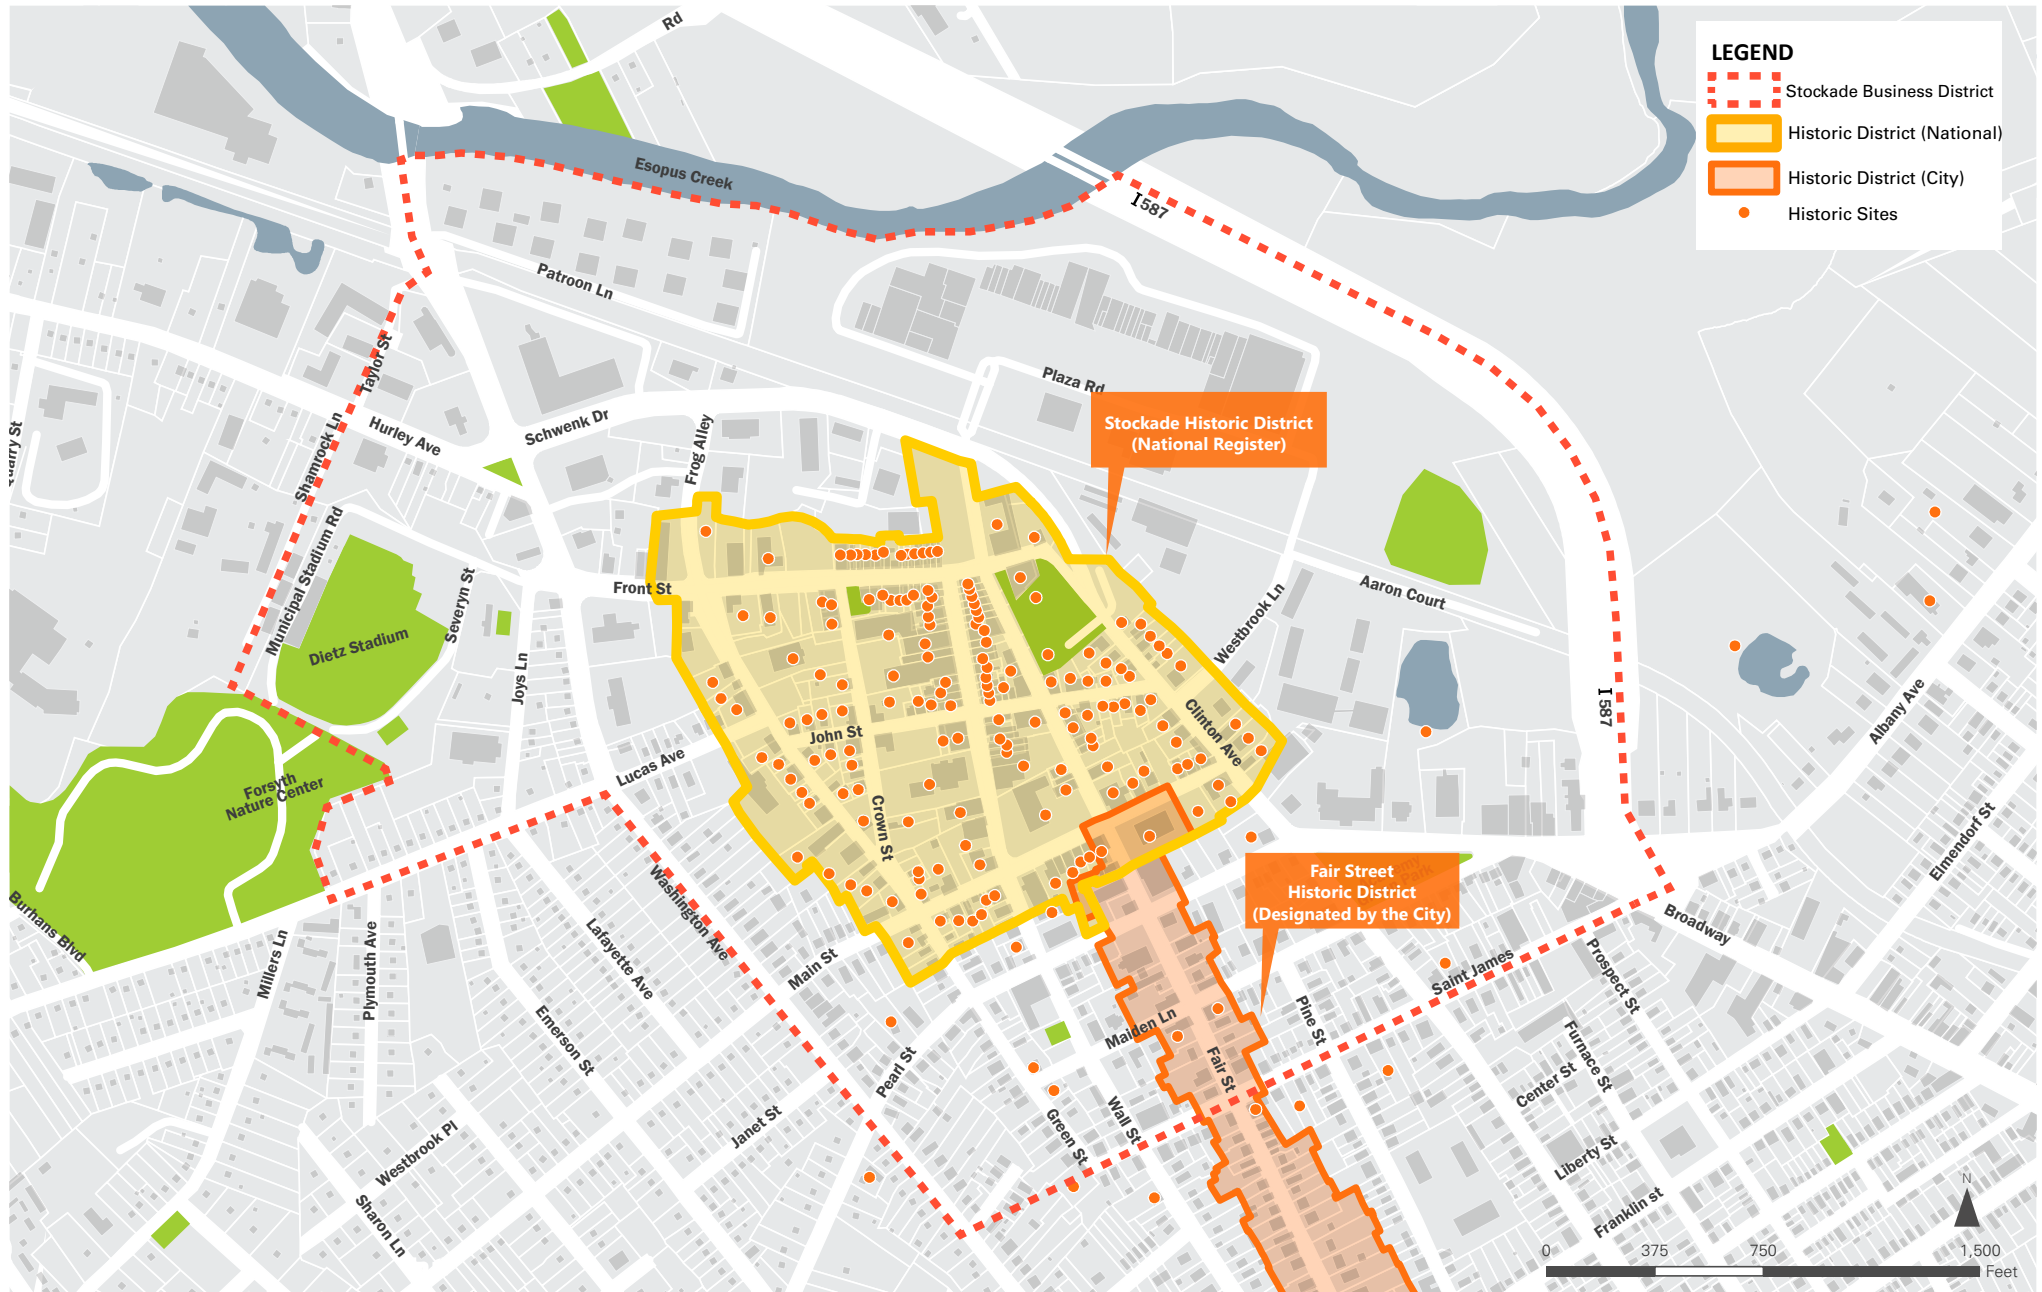 LEGEND
Stockade Business District
Historic District (National)
Historic District (City)
Historic Sites
Rd
Esopus Creek
I 587
Patroon Ln
Taylor St
Plaza Rd
Stockade Historic District
(National Register)
Schwenk Dr
Hurley Ave
Frog Alley
Shamrock Ln
Municipal Stadium Rd
Front St
Severyn St
Dietz Stadium
Joys Ln
Aaron Court
Westbrook Ln
I 587
Albany Ave
Clinton Ave
John St
Lucas Ave
Forsyth
Nature Center
Crown St
Elmendorf St
Burhans Blvd
Washington Ave
Fair Street
Historic District
(Designated by the City)
Park
Broadway
Millers Ln
Plymouth Ave
Lafayette Ave
Main St
Saint James
Prospect St
Emerson St
Maiden Ln
Pine St
Pearl St
Fair St
Furnace St
Center St
Janet St
Green St
Wall St
Westbrook Pl
Liberty St
Sharon Ln
Franklin st
N
0 375 750 1,500
Feet